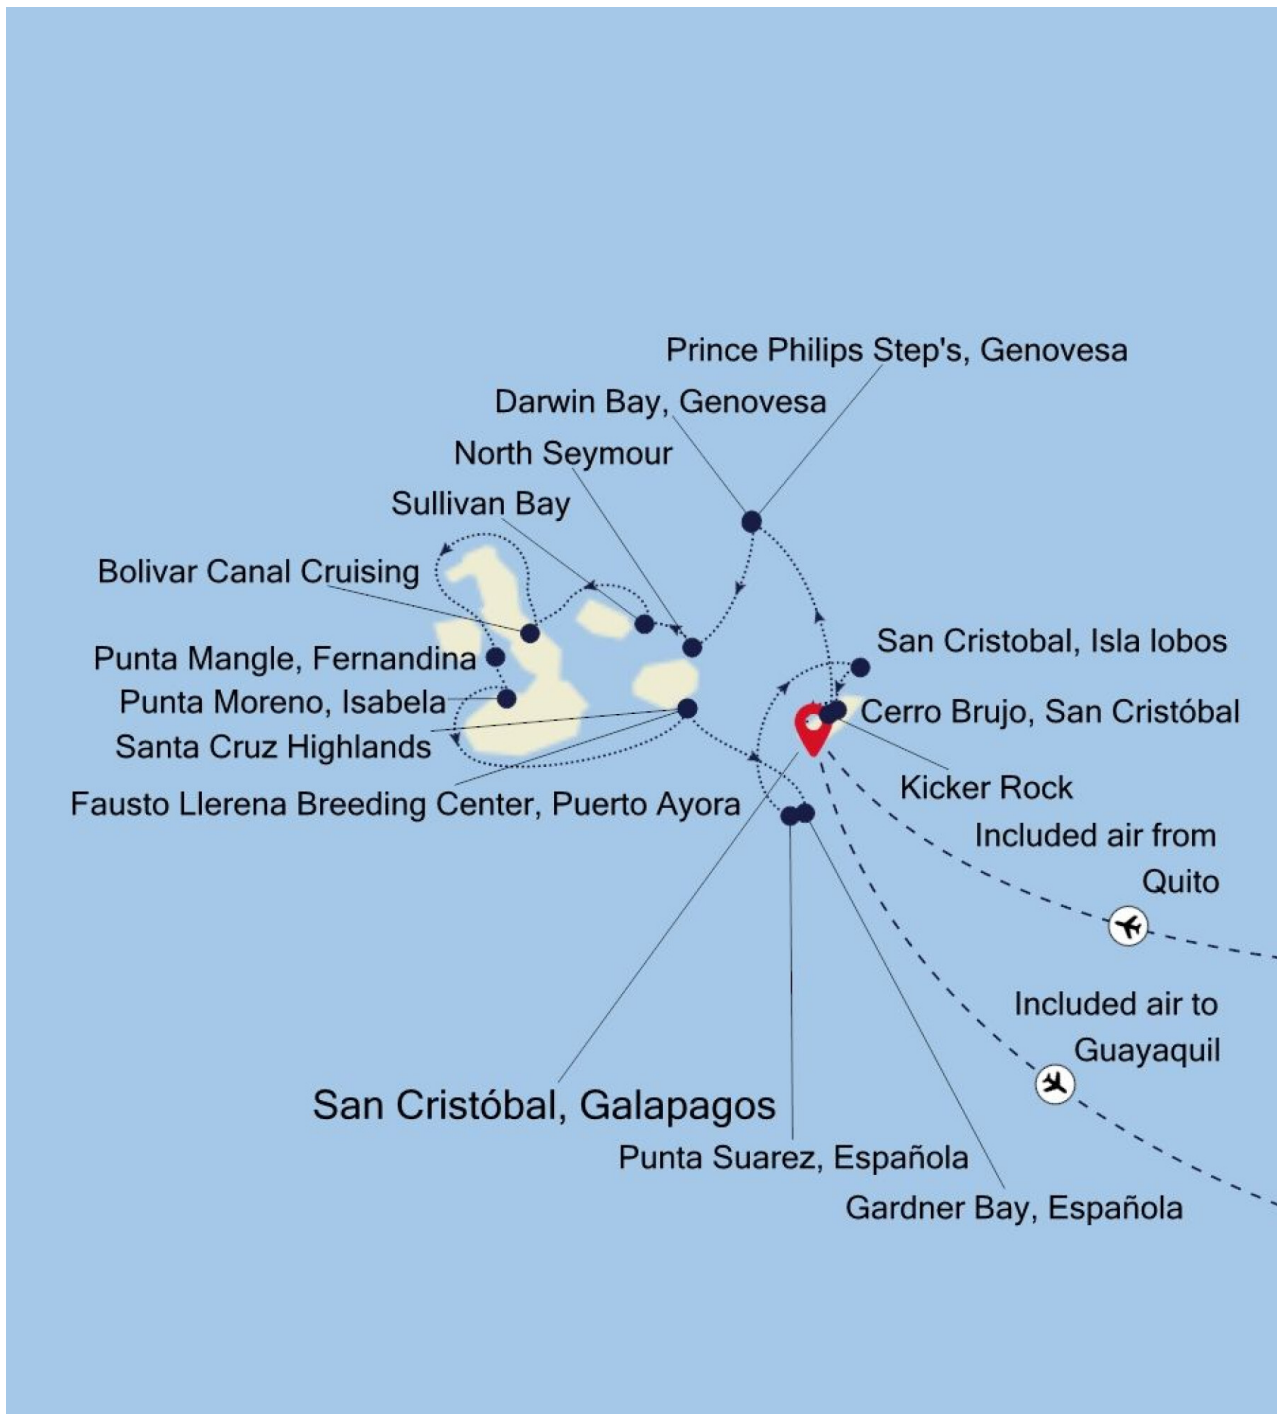 Prince Philips Step's, Genovesa
Darwin Bay, Genovesa
North Seymour
Sullivan Bay
Bolivar Canal Cruising
San Cristobal, Isla lobos
Punta Mangle, Fernandina
Punta Moreno, Isabela
Cerro Brujo, San Cristóbal
Santa Cruz Highlands
Kicker Rock
Fausto Llerena Breeding Center, Puerto Ayora
Included air from
Quito
Included air to
Guayaquil
San Cristóbal, Galapagos
Punta Suarez, Española
Gardner Bay, Española